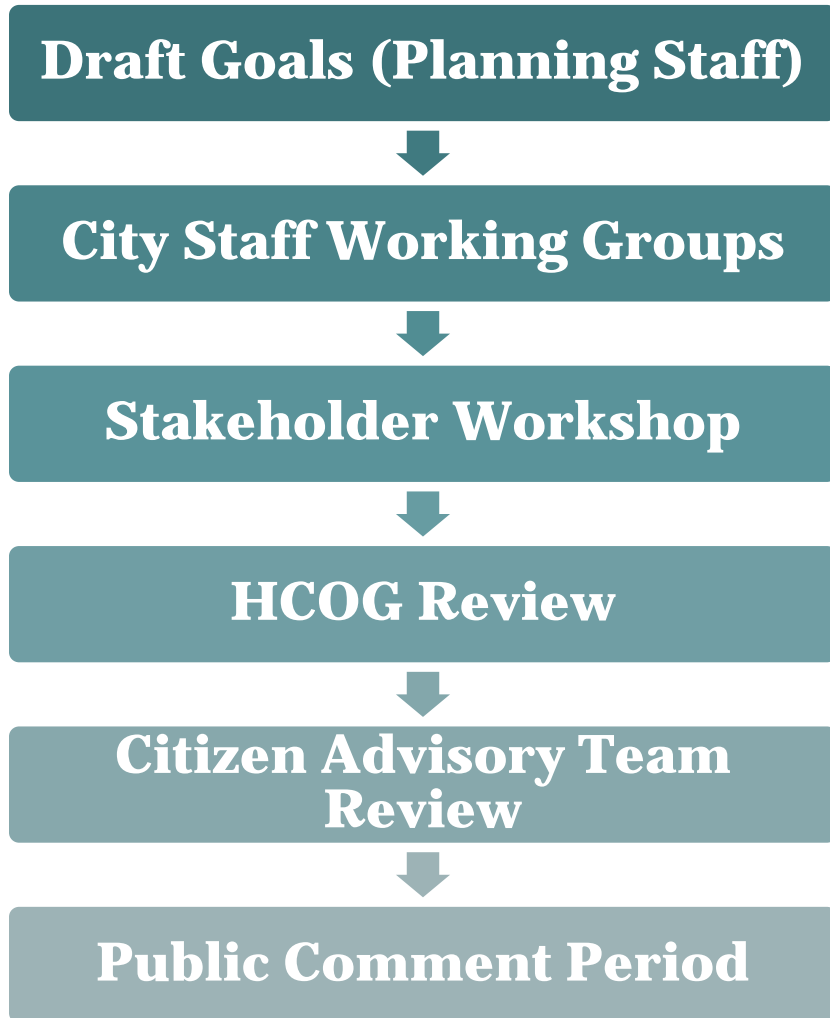 Draft Goals (Planning Staff)
City Staff Working Groups
Stakeholder Workshop
HCOG Review
Citizen Advisory Team
Review
Public Comment Period